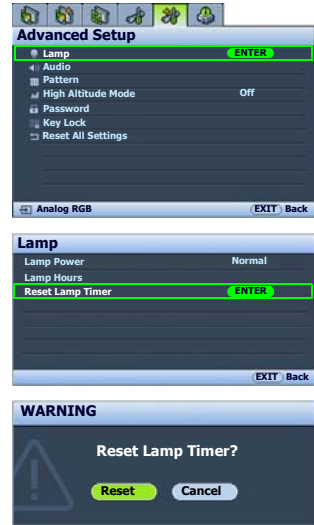 Advanced Setup
Lamp ENTER
Audio
Pattern
High Altitude Mode Off
Password
Key Lock
Reset All Settings
Analog RGB EXIT Back
Lamp
Lamp Power Normal
Lamp Hours
Reset Lamp Timer ENTER
EXIT Back
WARNING
Reset Lamp Timer?
Reset Cancel